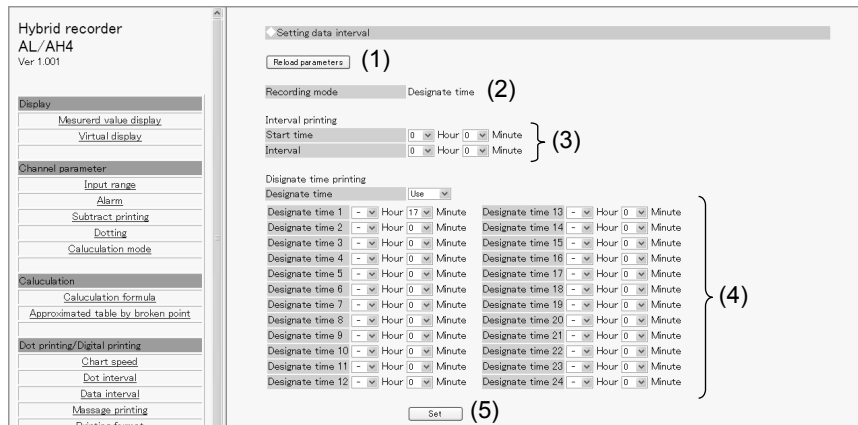 Hybrid recorder
AL/AH4
Ver 1.001
Display
Mesurerd value display
Virtual display
Channel parameter
Input range
Alarm
Subtract printing
Dotting
Caluculation mode
Caluculation
Caluculation formula
Approximated table by broken point
Dot printing/Digital printing
Chart speed
Dot interval
Data interval
Massage printing
Printing format
Setting data interval
Reload parameters (1)
Recording mode Designate time (2)
Interval printing
Start time 0 Hour 0 Minute
Interval 0 Hour 0 Minute
(3)
Disignate time printing
Designate time Use
Designate time 1 - Hour 17 Minute Designate time 13 - Hour 0 Minute
Designate time 2 - Hour 0 Minute Designate time 14 - Hour 0 Minute
Designate time 3 - Hour 0 Minute Designate time 15 - Hour 0 Minute
Designate time 4 - Hour 0 Minute Designate time 16 - Hour 0 Minute
Designate time 5 - Hour 0 Minute Designate time 17 - Hour 0 Minute
Designate time 6 - Hour 0 Minute Designate time 18 - Hour 0 Minute
Designate time 7 - Hour 0 Minute Designate time 19 - Hour 0 Minute
Designate time 8 - Hour 0 Minute Designate time 20 - Hour 0 Minute
Designate time 9 - Hour 0 Minute Designate time 21 - Hour 0 Minute
Designate time 10 - Hour 0 Minute Designate time 22 - Hour 0 Minute
Designate time 11 - Hour 0 Minute Designate time 23 - Hour 0 Minute
Designate time 12 - Hour 0 Minute Designate time 24 - Hour 0 Minute
(4)
Set (5)